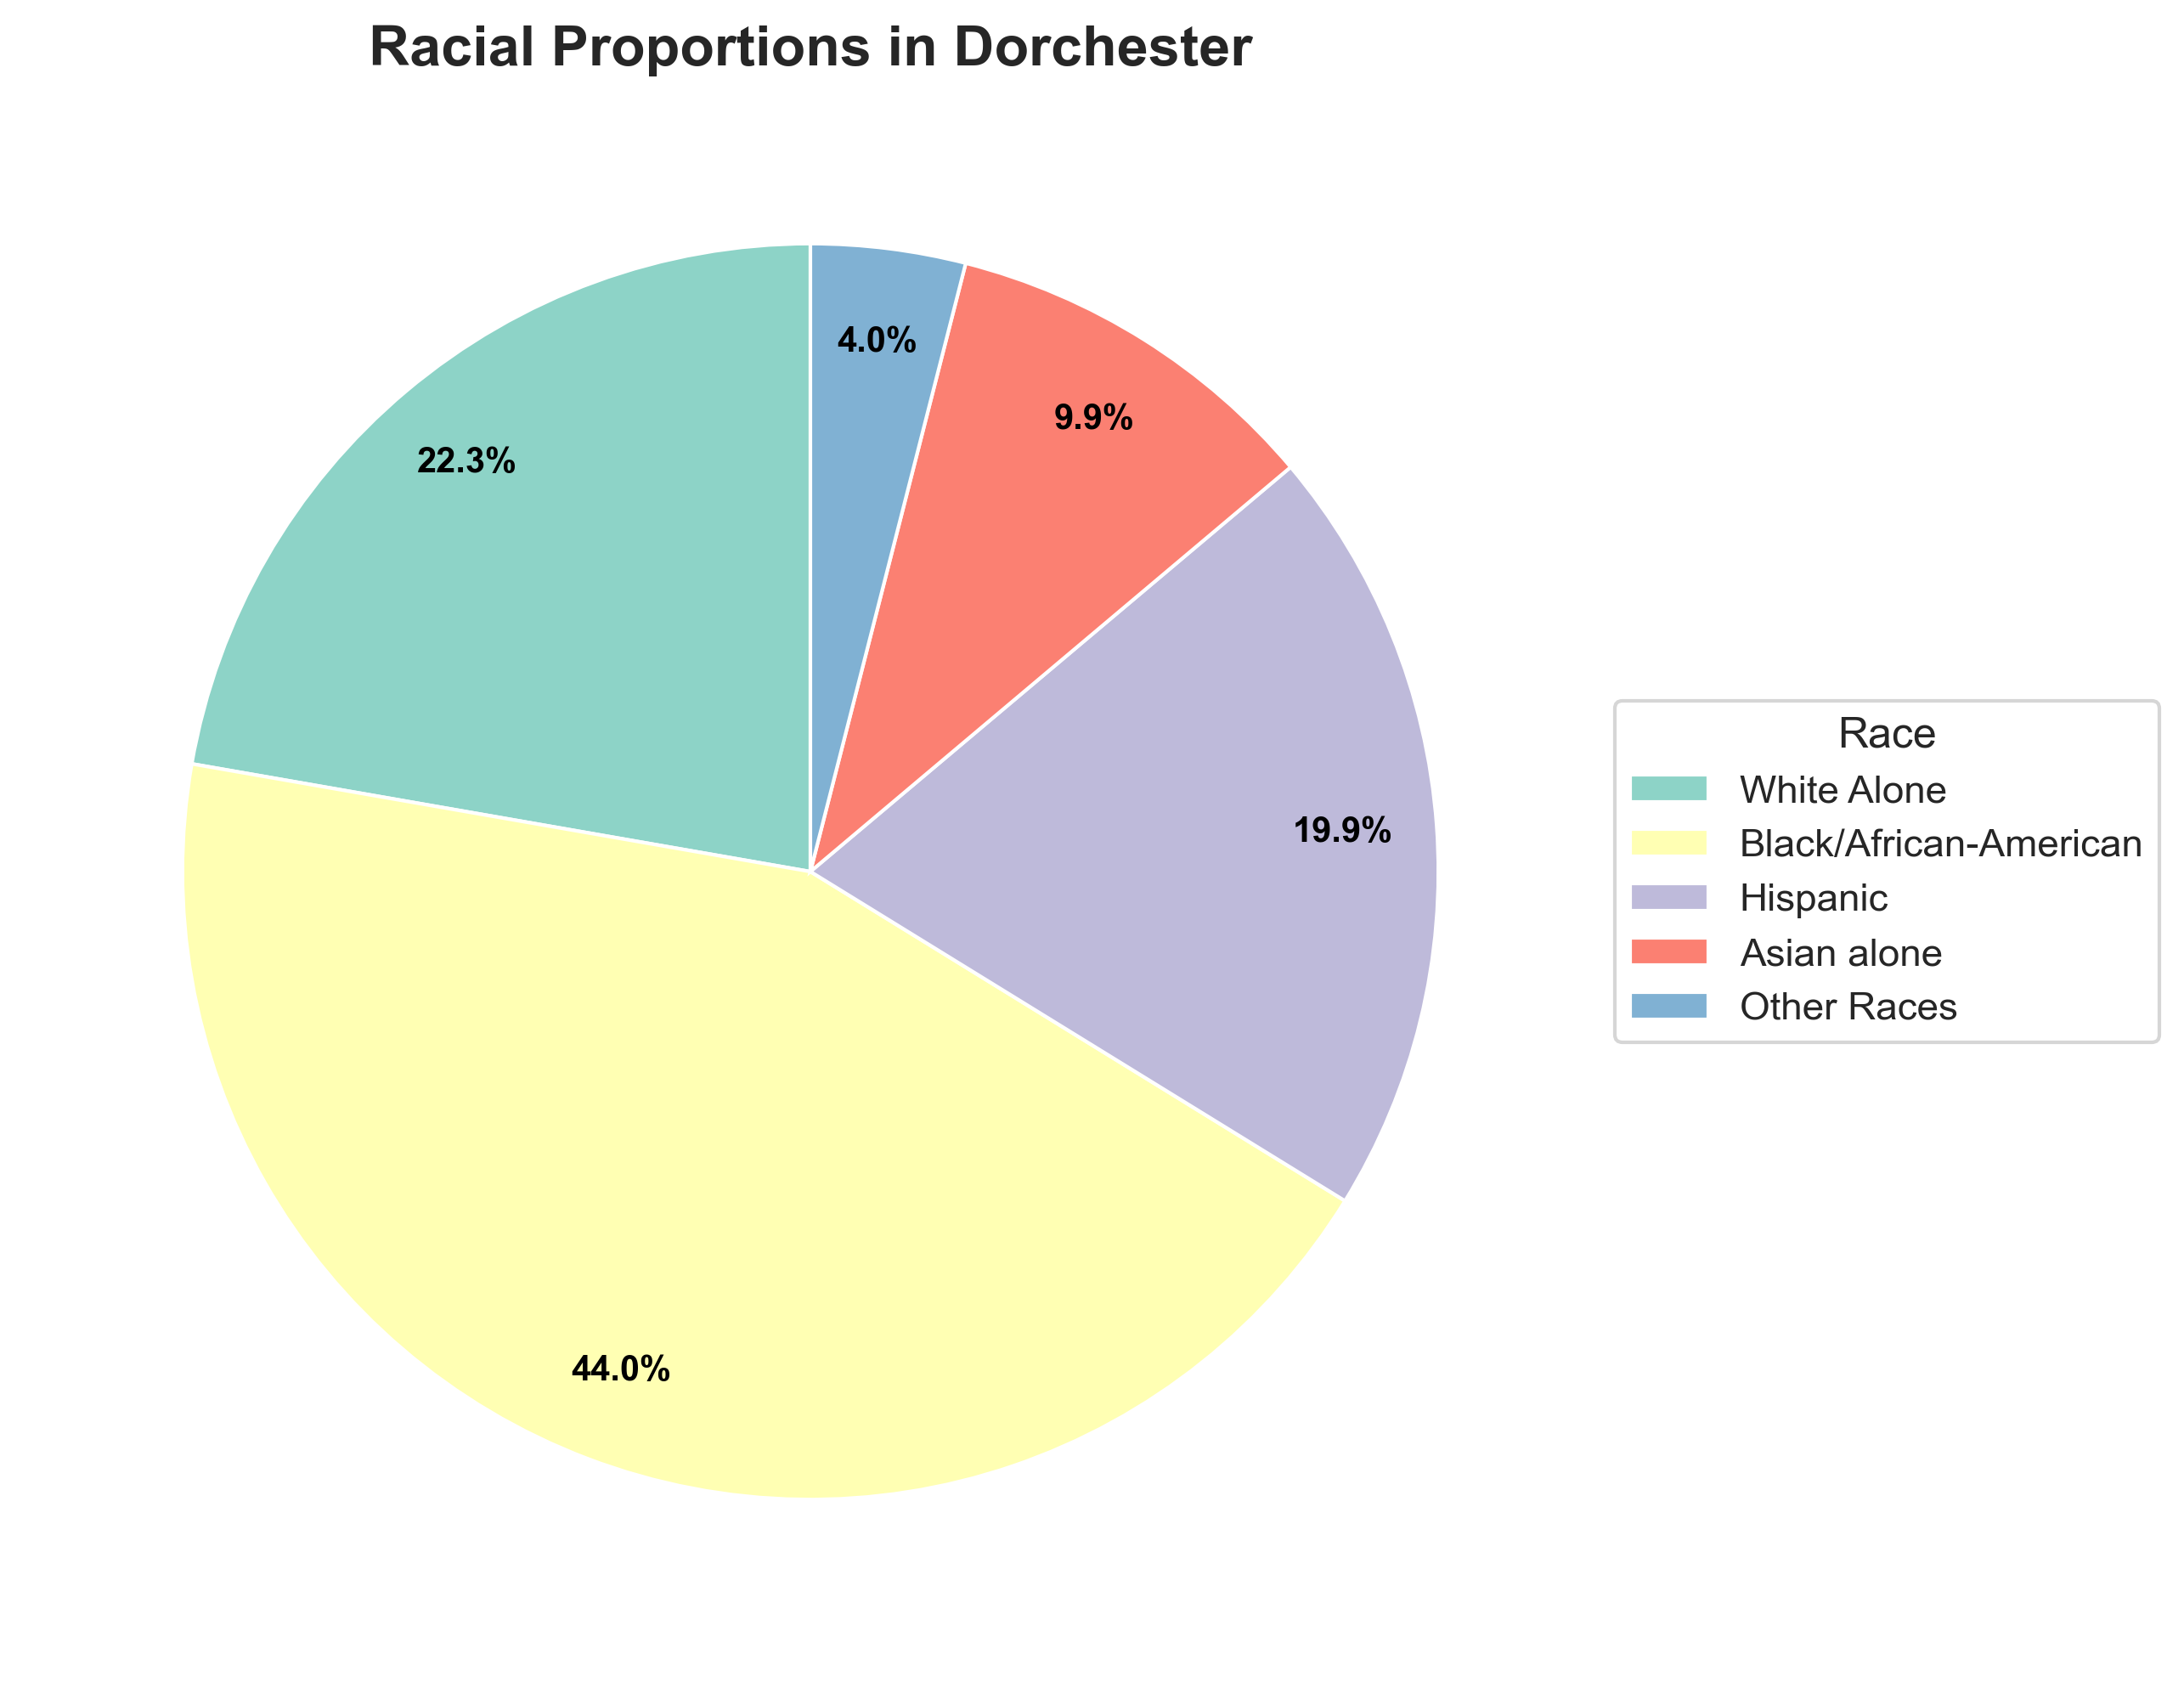 Racial Proportions in Dorchester
4.0%
9.9%
22.3%
19.9%
44.0%
Race
White Alone
Black/African-American
Hispanic
Asian alone
Other Races